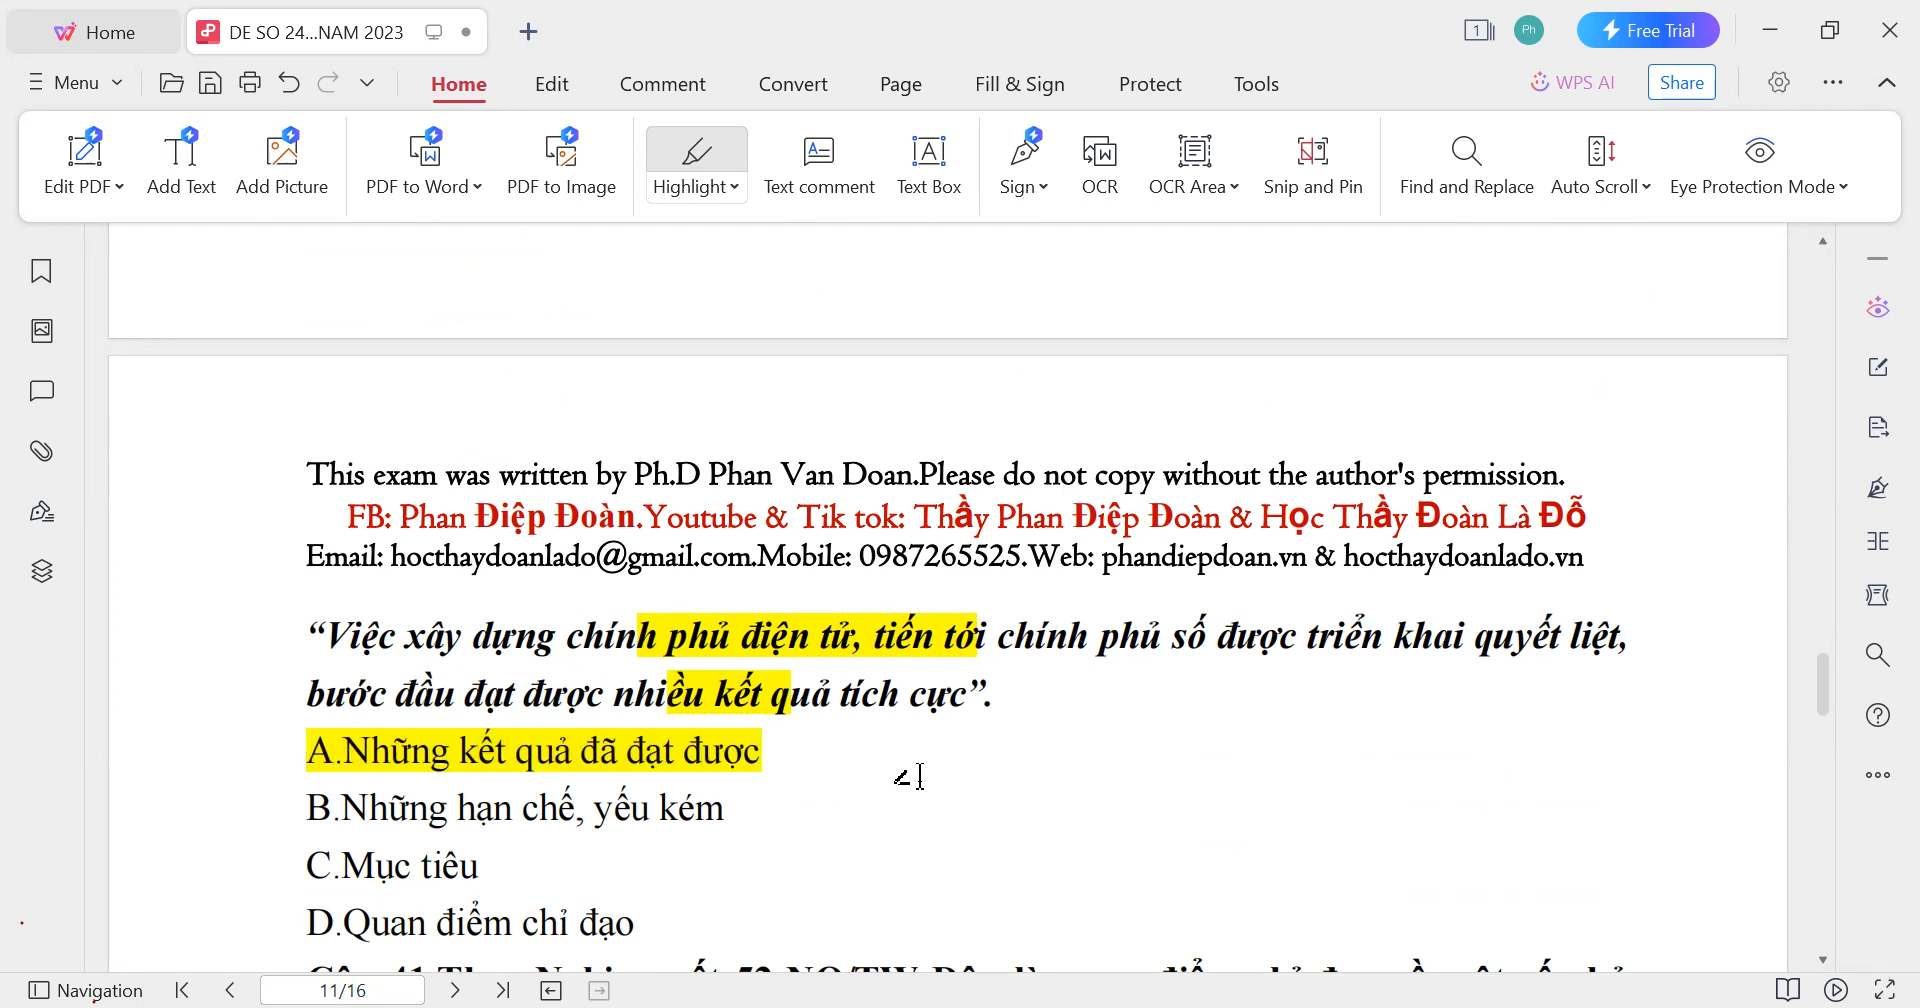 Home
DE SO 24...NAM 2023
1
Ph
Free Trial
Menu
Home
Edit
Comment
Convert
Page
Fill & Sign
Protect
Tools
WPS AI
Share
Edit PDF
Add Text
Add Picture
PDF to Word
PDF to Image
Highlight
Text comment
Text Box
Sign
OCR
OCR Area
Snip and Pin
Find and Replace
Auto Scroll
Eye Protection Mode
This exam was written by Ph.D Phan Van Doan.Please do not copy without the author's permission.
FB: Phan Điệp Đoàn.Youtube & Tik tok: Thầy Phan Điệp Đoàn & Học Thầy Đoàn Là Đỗ
Email: hocthaydoanlado@gmail.com.Mobile: 0987265525.Web: phandiepdoan.vn & hocthaydoanlado.vn
“Việc xây dựng chính phủ điện tử, tiến tới chính phủ số được triển khai quyết liệt,
bước đầu đạt được nhiều kết quả tích cực”.
A.Những kết quả đã đạt được
B.Những hạn chế, yếu kém
C.Mục tiêu
D.Quan điểm chỉ đạo
Navigation
11/16